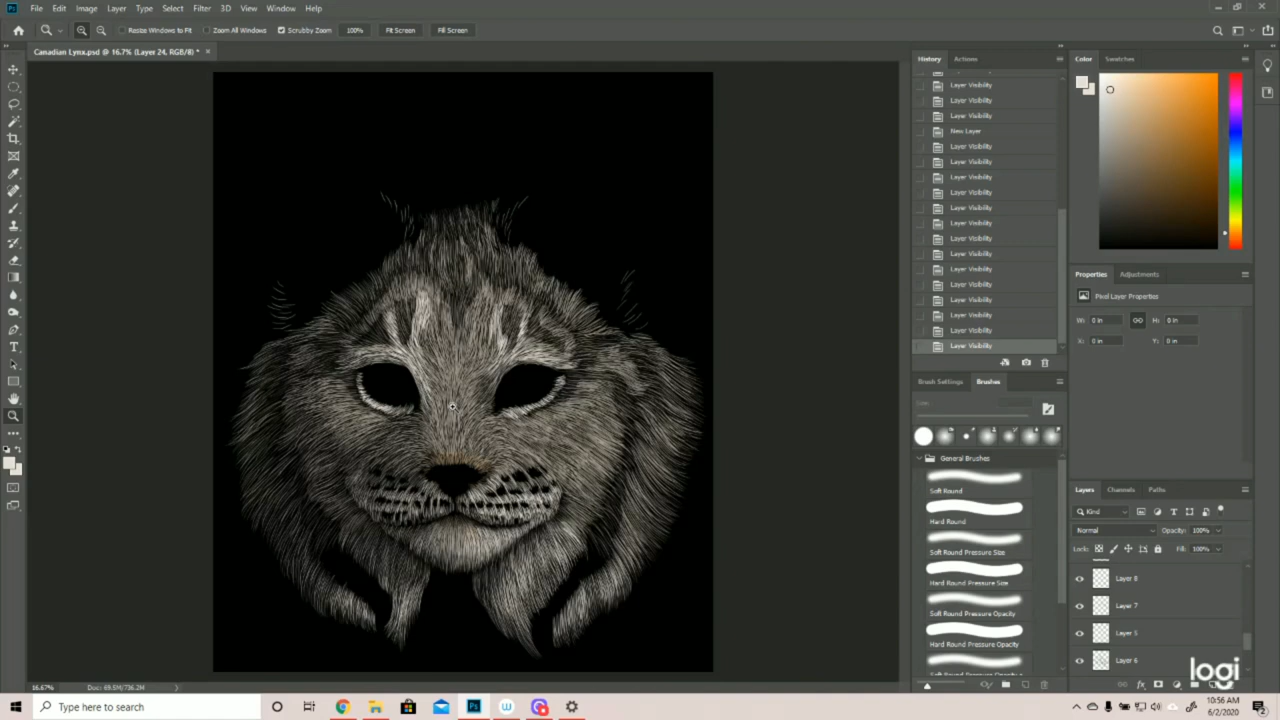 File Edit Image Layer Type Select Filter 3D View Window Help
Resize Windows to Fit Zoom All Windows Scrubby Zoom 100% Fit Screen Fill Screen
Canadian Lynx.psd @ 16.7% (Layer 24, RGB/8) *
History Actions
Layer Visibility
Layer Visibility
Layer Visibility
New Layer
Layer Visibility
Layer Visibility
Layer Visibility
Layer Visibility
Layer Visibility
Layer Visibility
Layer Visibility
Layer Visibility
Layer Visibility
Layer Visibility
Layer Visibility
Layer Visibility
Layer Visibility
Layer Visibility
Color Swatches
Properties Adjustments
Pixel Layer Properties
W: 0 in H: 0 in
X: 0 in Y: 0 in
Brush Settings Brushes
General Brushes
Soft Round
Hard Round
Soft Round Pressure Size
Hard Round Pressure Size
Soft Round Pressure Opacity
Hard Round Pressure Opacity
Layers Channels Paths
Kind
Normal Opacity: 100%
Lock: Fill: 100%
Layer 8
Layer 7
Layer 5
Layer 6
logi
16.67% Doc: 69.5M/736.2M
Type here to search
10:56 AM
6/2/2020